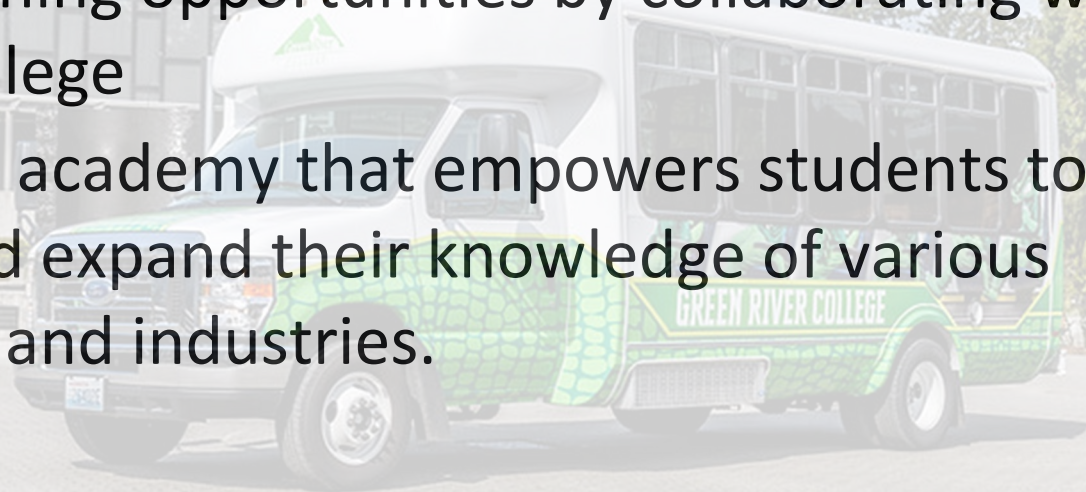 ning opportunities by collaborating w
lege
academy that empowers students to
d expand their knowledge of various
GREEN RIVER COLLEGE
and industries.